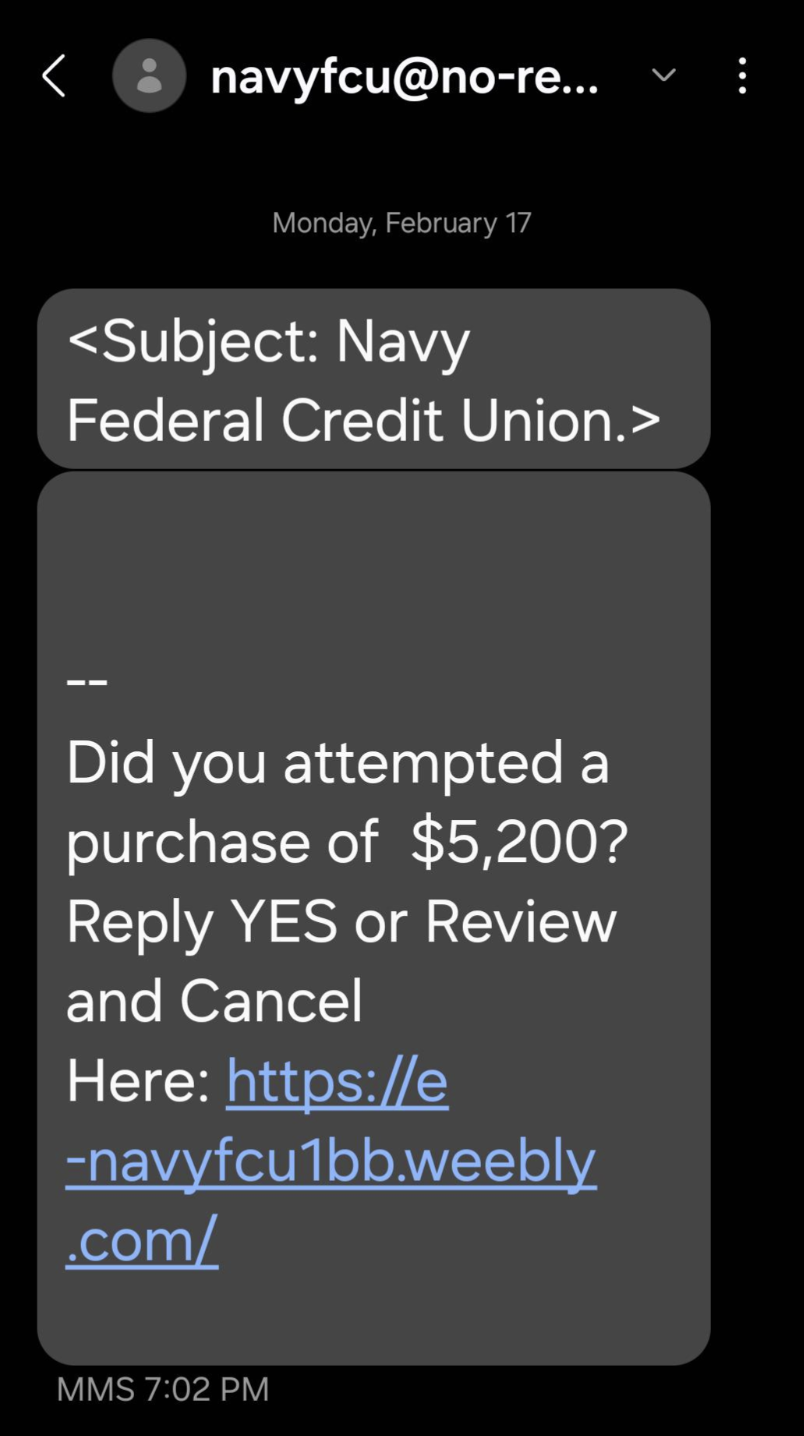 navyfcu@no-re...
Monday, February 17
<Subject: Navy
Federal Credit Union.>
--
Did you attempted a
purchase of  $5,200?
Reply YES or Review
and Cancel
Here: https://e
-navyfcu1bb.weebly
.com/
MMS 7:02 PM